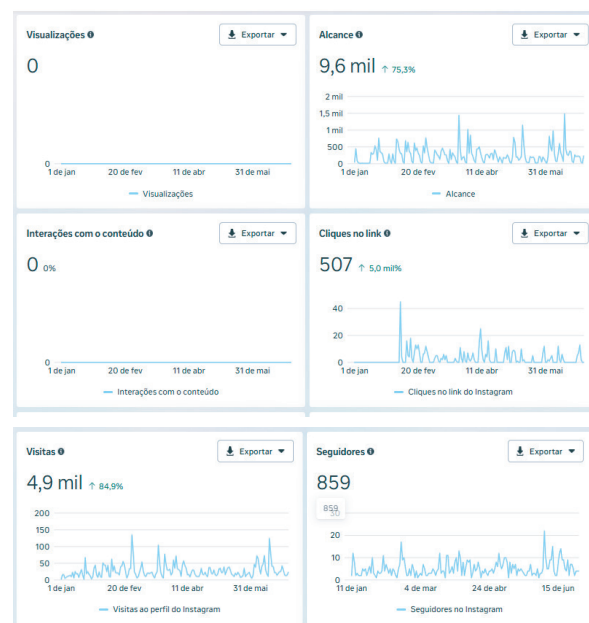 Visualizações
Exportar
0
0
1 de jan 20 de fev 11 de abr 31 de mai
Visualizações
Alcance
Exportar
9,6 mil ↑ 75,3%
2 mil
1,5 mil
1 mil
500
0
1 de jan 20 de fev 11 de abr 31 de mai
Alcance
Interações com o conteúdo
Exportar
0 0%
0
1 de jan 20 de fev 11 de abr 31 de mai
Interações com o conteúdo
Cliques no link
Exportar
507 ↑ 5,0 mil%
40
20
0
1 de jan 20 de fev 11 de abr 31 de mai
Cliques no link do Instagram
Visitas
Exportar
4,9 mil ↑ 84,9%
200
150
100
50
0
1 de jan 20 de fev 11 de abr 31 de mai
Visitas ao perfil do Instagram
Seguidores
Exportar
859
859
30
20
10
0
11 de jan 4 de mar 24 de abr 15 de jun
Seguidores no Instagram